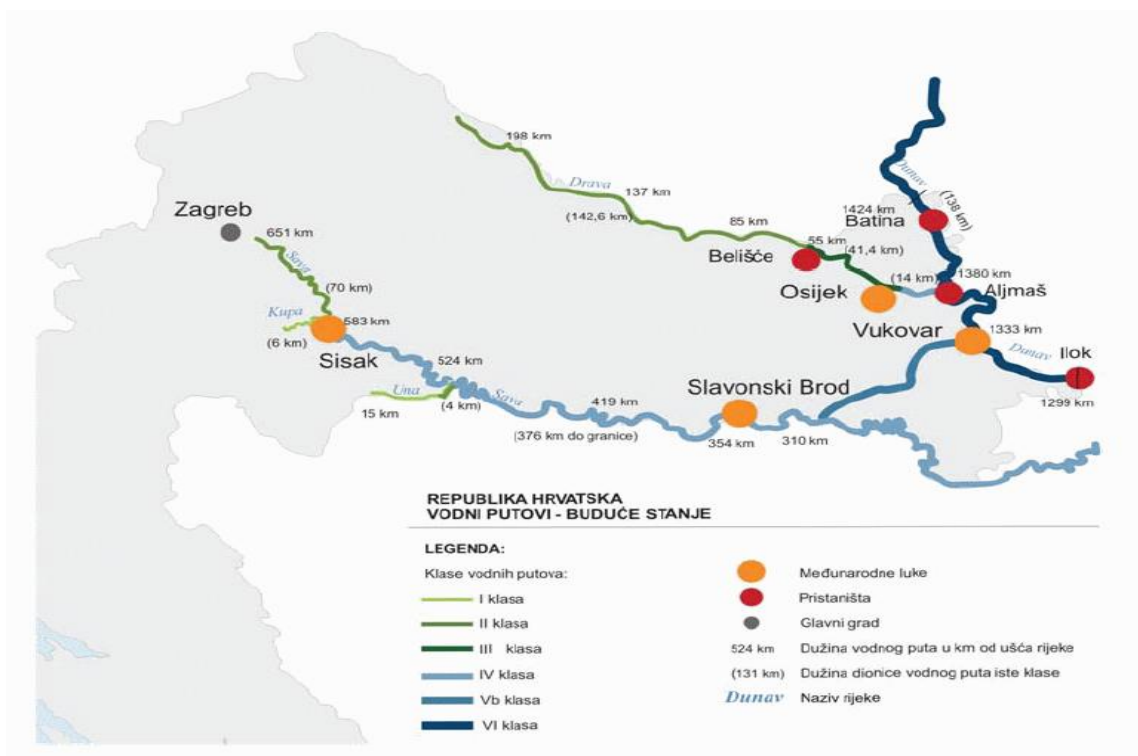 198 km
Drava
137 km
(142,6 km)
85 km
Dunav
1424 km
Batina
(138 km)
Zagreb
651 km
Sava
(70 km)
Kupa
(6 km)
583 km
Sisak
55 km
(41,4 km)
Belišće
Osijek
(14 km)
1380 km
Aljmaš
Vukovar
1333 km
Dunav
Ilok
1299 km
524 km
Una
15 km
(4 km)
Sava
419 km
(376 km do granice)
Slavonski Brod
354 km
310 km
REPUBLIKA HRVATSKA
VODNI PUTOVI - BUDUĆE STANJE
LEGENDA:
Klase vodnih putova:
I klasa
II klasa
III klasa
IV klasa
Vb klasa
VI klasa
Međunarodne luke
Pristaništa
Glavni grad
524 km Dužina vodnog puta u km od ušća rijeke
(131 km) Dužina dionice vodnog puta iste klase
Dunav Naziv rijeke